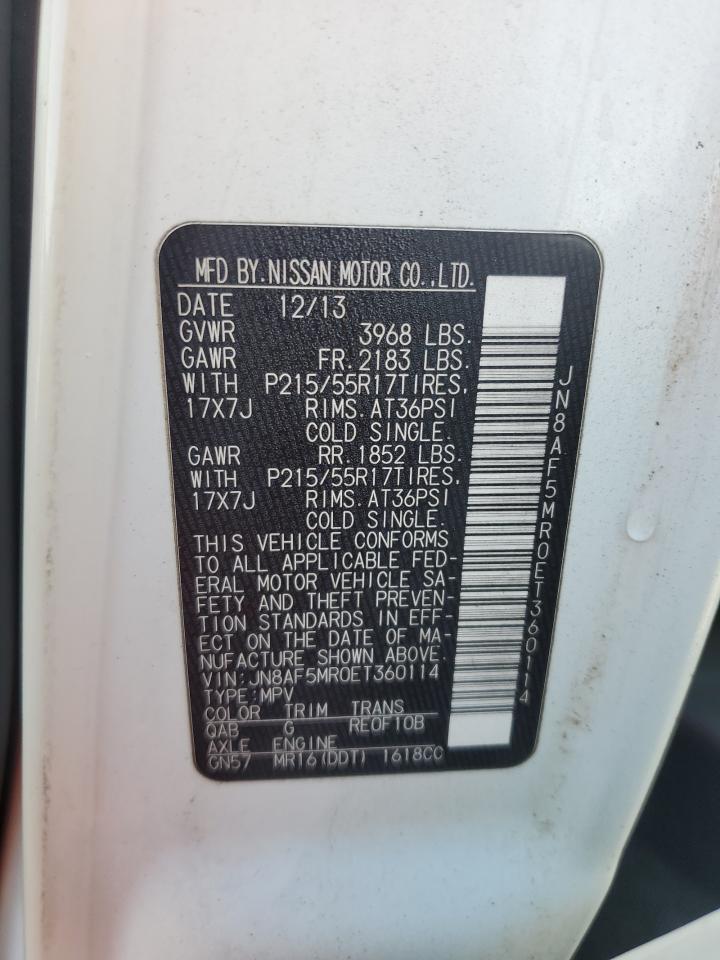 MFD BY.NISSAN MOTOR CO.,LTD.
DATE 12/13
GVWR 3968 LBS.
GAWR FR.2183 LBS.
WITH P215/55R17TIRES,
17X7J RIMS.AT36PSI
COLD SINGLE.
GAWR RR.1852 LBS.
WITH P215/55R17TIRES,
17X7J RIMS.AT36PSI
COLD SINGLE.
THIS VEHICLE CONFORMS
TO ALL APPLICABLE FED-
ERAL MOTOR VEHICLE SA-
FETY AND THEFT PREVEN-
TION STANDARDS IN EFF-
ECT ON THE DATE OF MA-
NUFACTURE SHOWN ABOVE.
VIN:JN8AF5MR0ET360114
TYPE:MPV
COLOR TRIM TRANS
QAB G RE0F10B
AXLE ENGINE
GN57 MR16(DDT) 1618CC
JN8AF5MR0ET360114